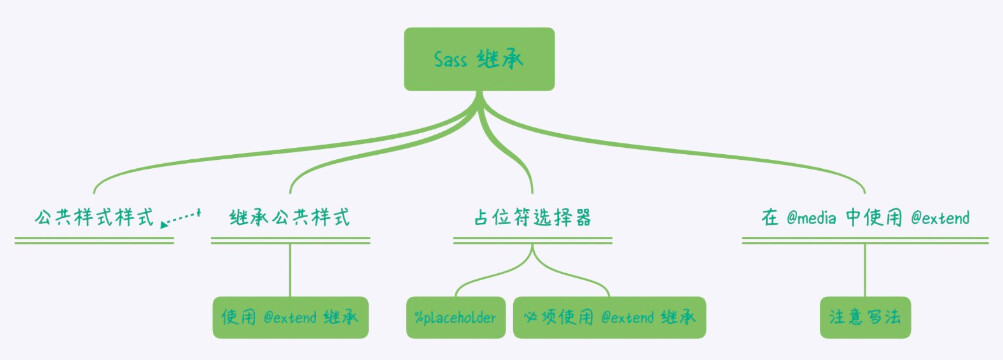 Sass 继承
公共样式样式
继承公共样式
占位符选择器
在 @media 中使用 @extend
使用 @extend 继承
%placeholder
必须使用 @extend 继承
注意写法